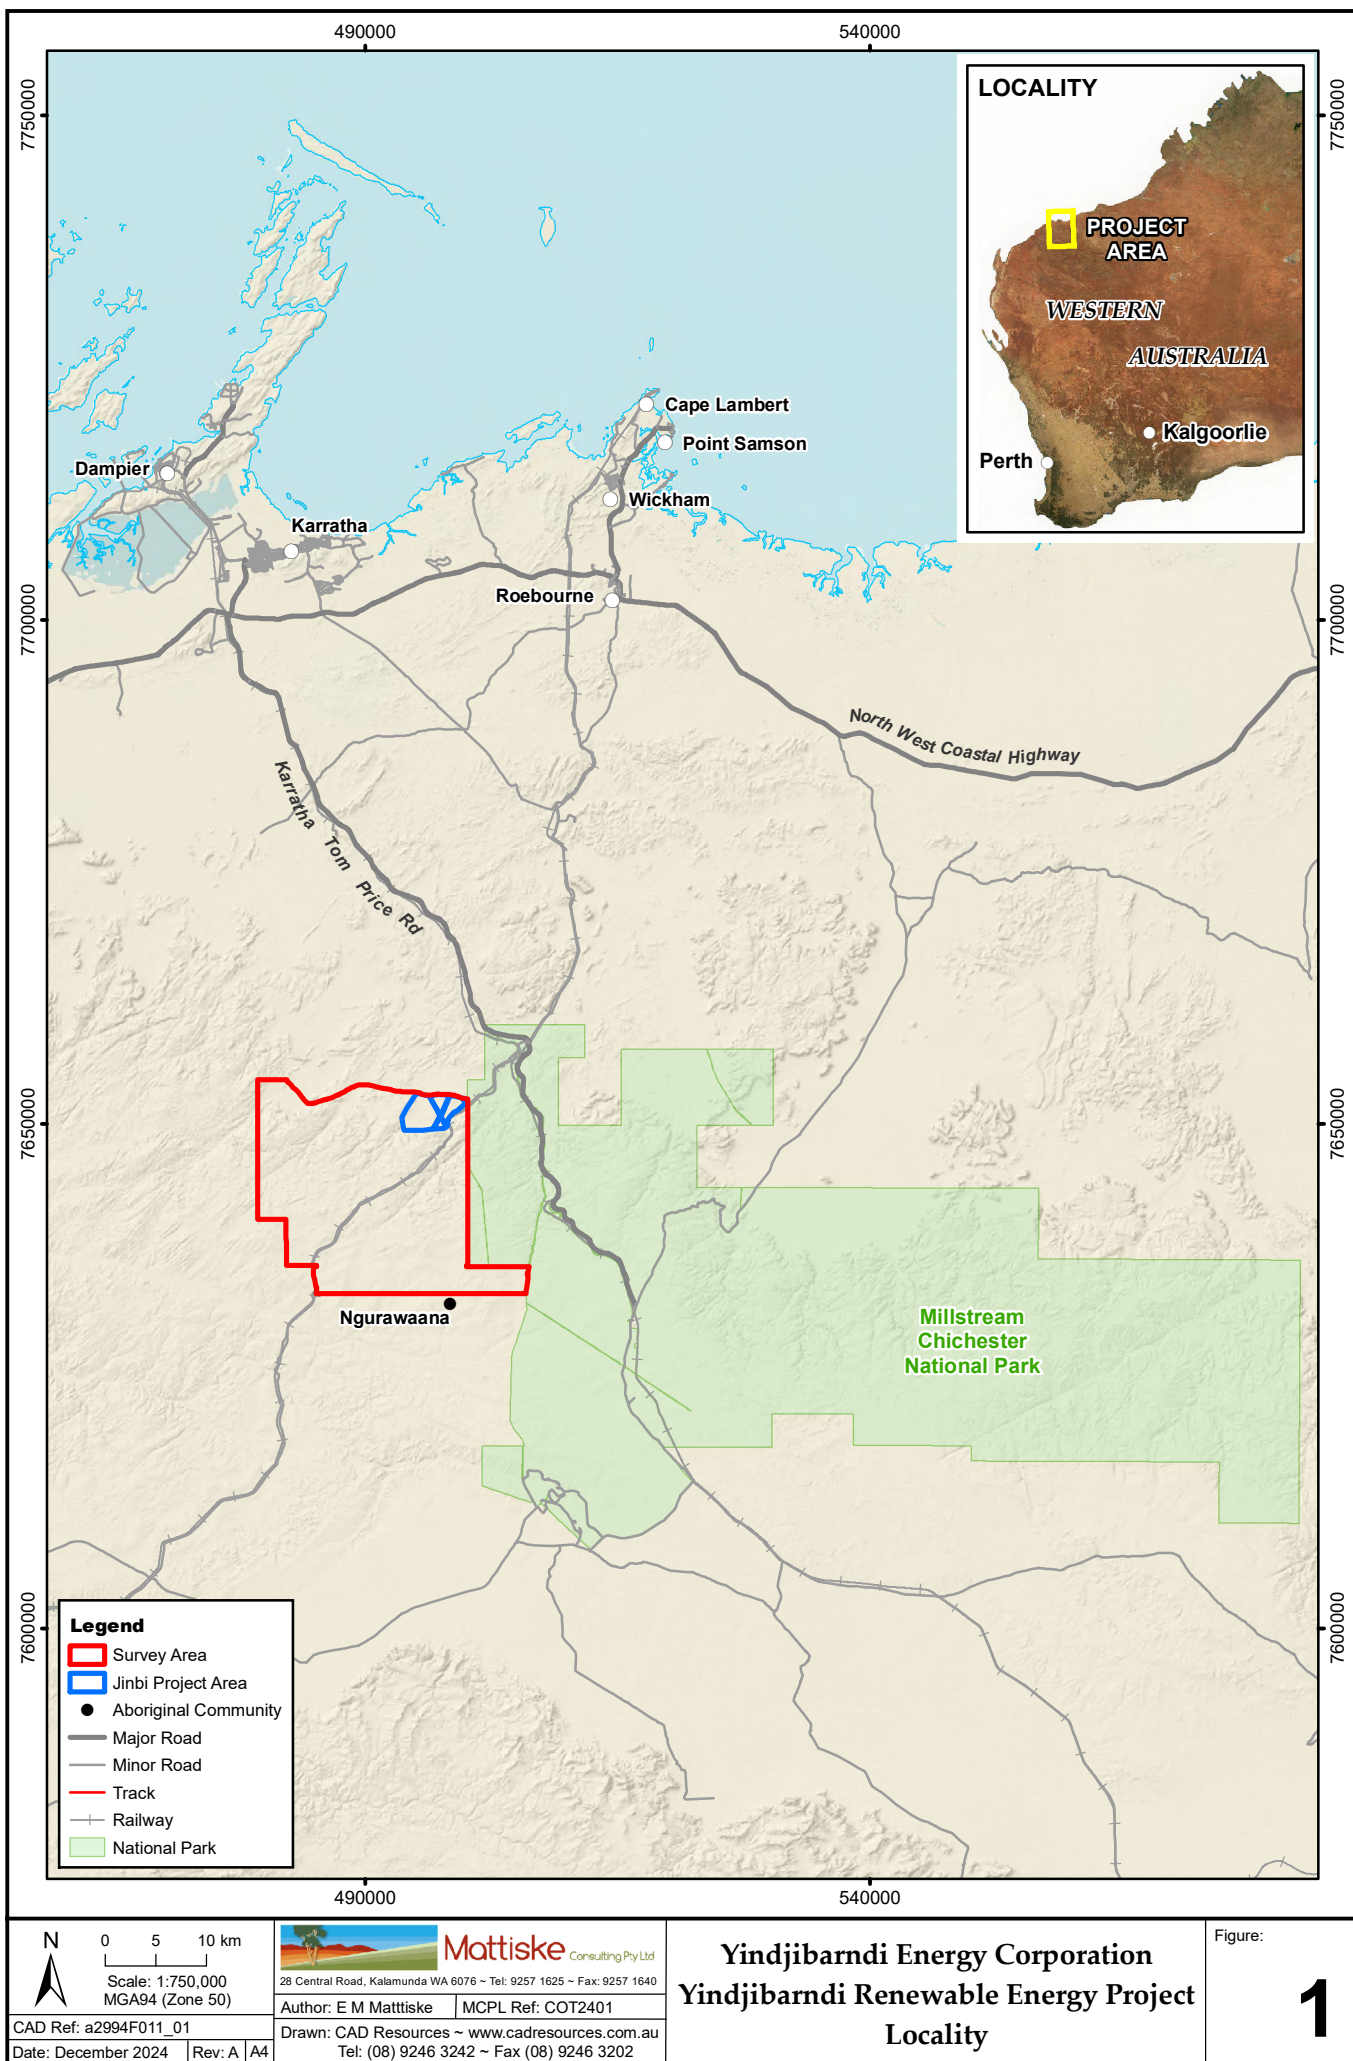 490000
540000
7750000
7750000
LOCALITY
PROJECT
AREA
WESTERN
AUSTRALIA
Kalgoorlie
Perth
Cape Lambert
Point Samson
Dampier
Wickham
Karratha
Roebourne
7700000
7700000
North West Coastal Highway
Karratha Tom Price Rd
7650000
7650000
Ngurawaana
Millstream
Chichester
National Park
7600000
7600000
Legend
Survey Area
Jinbi Project Area
Aboriginal Community
Major Road
Minor Road
Track
Railway
National Park
490000
540000
N
0 5 10 km
Scale: 1:750,000
MGA94 (Zone 50)
CAD Ref: a2994F011_01
Date: December 2024
Rev: A
A4
Mattiske Consulting Pty Ltd
28 Central Road, Kalamunda WA 6076 ~ Tel: 9257 1625 ~ Fax: 9257 1640
Author: E M Matttiske
MCPL Ref: COT2401
Drawn: CAD Resources ~ www.cadresources.com.au
Tel: (08) 9246 3242 ~ Fax (08) 9246 3202
Yindjibarndi Energy Corporation
Yindjibarndi Renewable Energy Project
Locality
Figure:
1